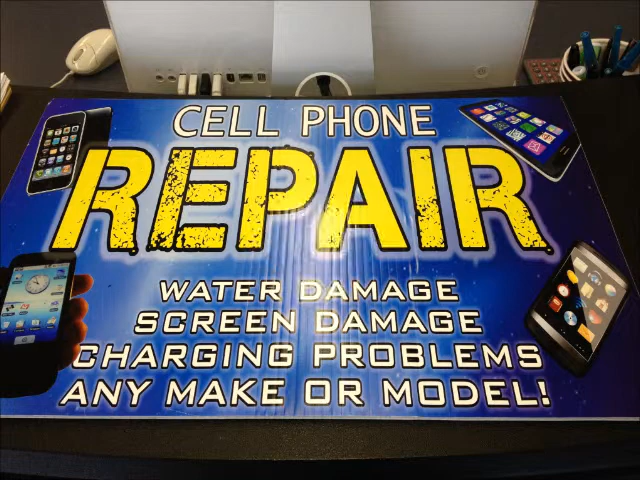 CELL PHONE
REPAIR
WATER DAMAGE
SCREEN DAMAGE
CHARGING PROBLEMS
ANY MAKE OR MODEL!